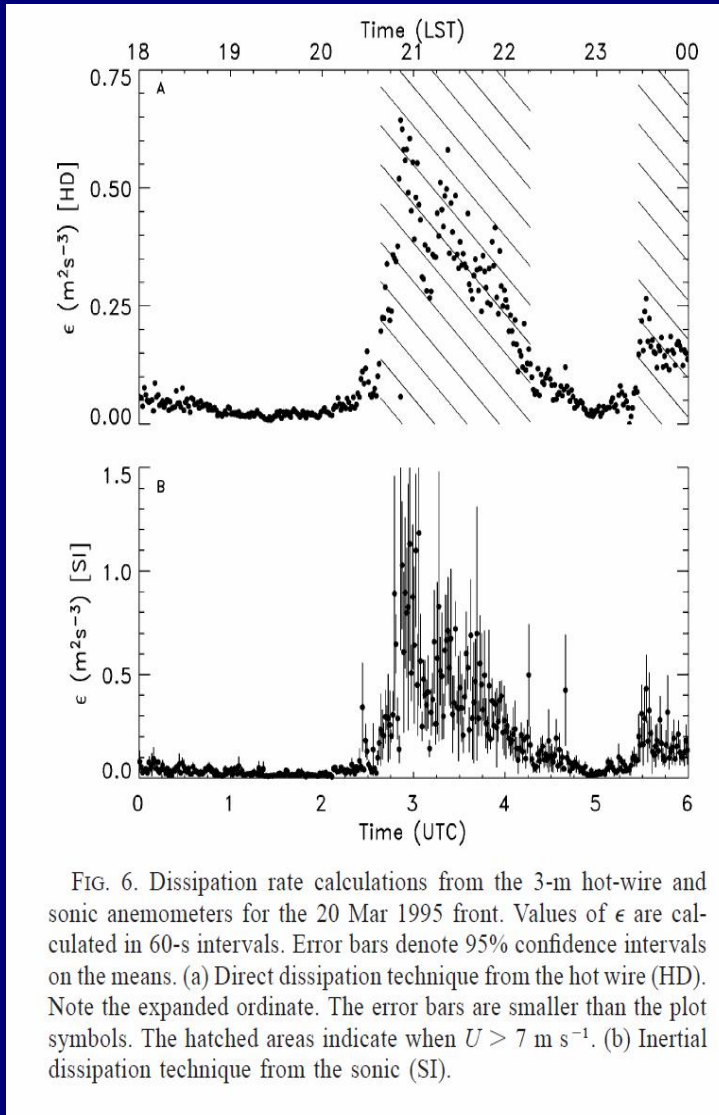 Time (LST)
18 19 20 21 22 23 00
0.75
A
0.50
0.25
0.00
ϵ (m²s⁻³) [HD]
1.5
B
1.0
0.5
0.0
ϵ (m²s⁻³) [SI]
0 1 2 3 4 5 6
Time (UTC)
FIG. 6. Dissipation rate calculations from the 3-m hot-wire and
sonic anemometers for the 20 Mar 1995 front. Values of ϵ are cal-
culated in 60-s intervals. Error bars denote 95% confidence intervals
on the means. (a) Direct dissipation technique from the hot wire (HD).
Note the expanded ordinate. The error bars are smaller than the plot
symbols. The hatched areas indicate when U > 7 m s⁻¹. (b) Inertial
dissipation technique from the sonic (SI).